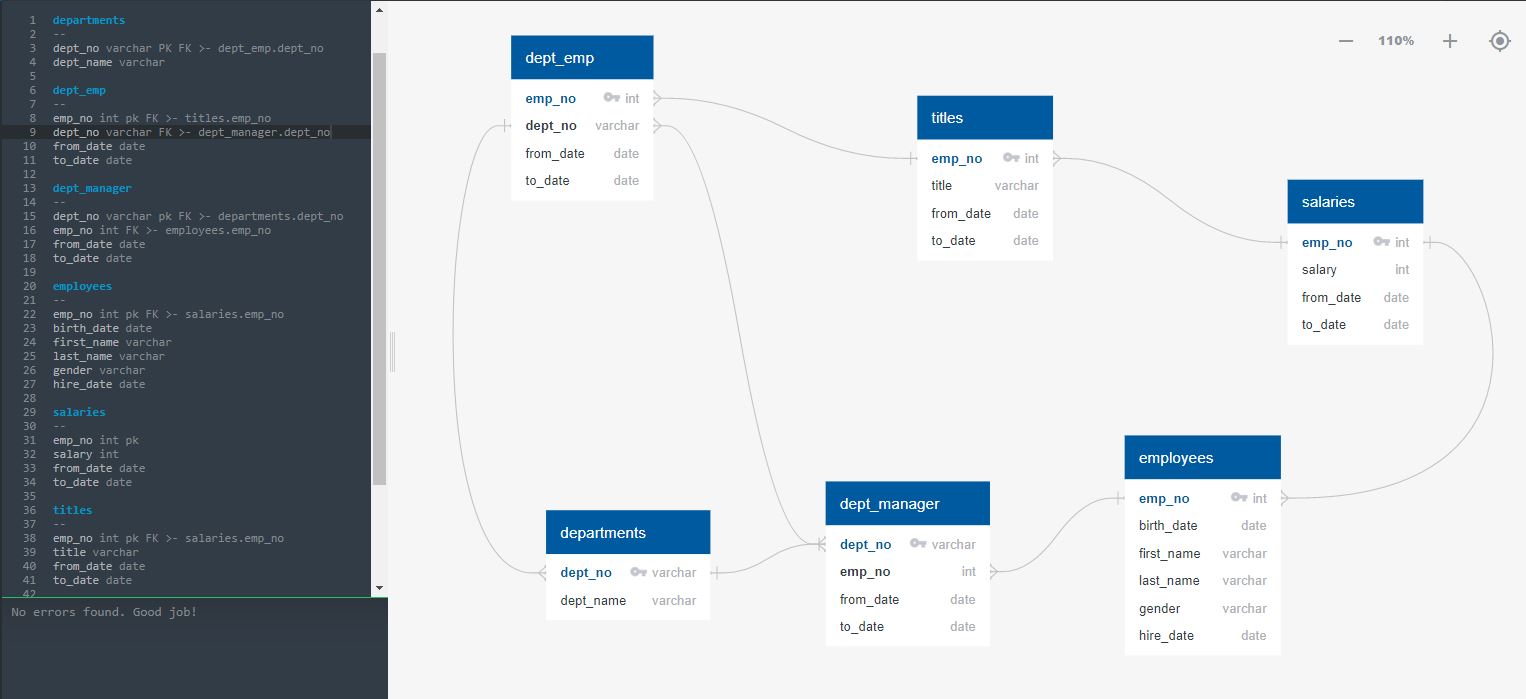 1 departments
2 --
3 dept_no varchar PK FK >- dept_emp.dept_no
4 dept_name varchar
5
6 dept_emp
7 --
8 emp_no int pk FK >- titles.emp_no
9 dept_no varchar FK >- dept_manager.dept_no
10 from_date date
11 to_date date
12
13 dept_manager
14 --
15 dept_no varchar pk FK >- departments.dept_no
16 emp_no int FK >- employees.emp_no
17 from_date date
18 to_date date
19
20 employees
21 --
22 emp_no int pk FK >- salaries.emp_no
23 birth_date date
24 first_name varchar
25 last_name varchar
26 gender varchar
27 hire_date date
28
29 salaries
30 --
31 emp_no int pk
32 salary int
33 from_date date
34 to_date date
35
36 titles
37 --
38 emp_no int pk FK >- salaries.emp_no
39 title varchar
40 from_date date
41 to_date date
42
No errors found. Good job!
110%
dept_emp
emp_no int
dept_no varchar
from_date date
to_date date
titles
emp_no int
title varchar
from_date date
to_date date
salaries
emp_no int
salary int
from_date date
to_date date
employees
emp_no int
birth_date date
first_name varchar
last_name varchar
gender varchar
hire_date date
dept_manager
dept_no varchar
emp_no int
from_date date
to_date date
departments
dept_no varchar
dept_name varchar